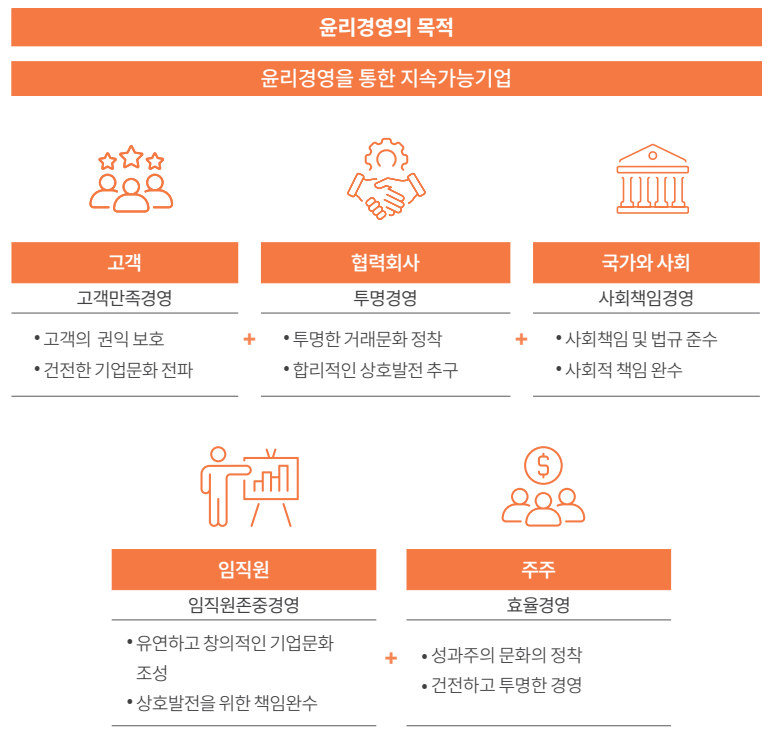 윤리경영의 목적
윤리경영을 통한 지속가능기업
고객
고객만족경영
• 고객의 권익 보호
• 건전한 기업문화 전파
+
협력회사
투명경영
• 투명한 거래문화 정착
• 합리적인 상호발전 추구
+
국가와 사회
사회책임경영
• 사회책임 및 법규 준수
• 사회적 책임 완수
$
임직원
임직원존중경영
• 유연하고 창의적인 기업문화
조성
• 상호발전을 위한 책임완수
+
주주
효율경영
• 성과주의 문화의 정착
• 건전하고 투명한 경영